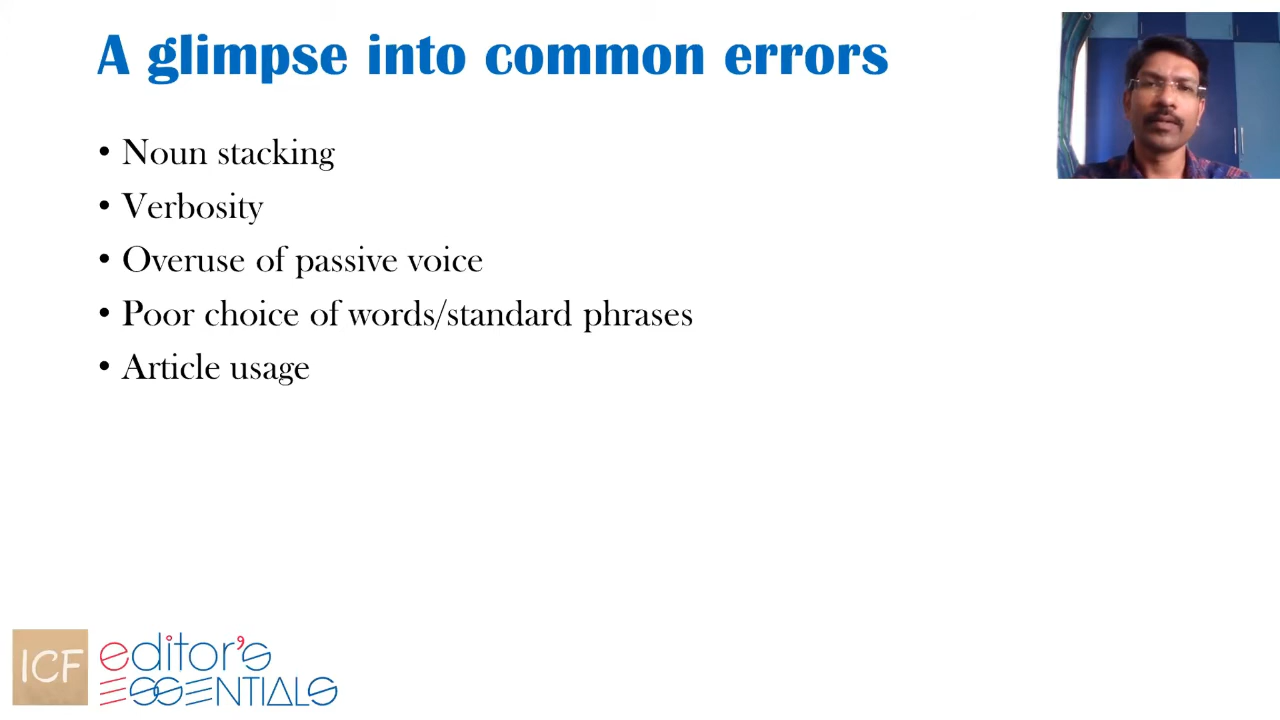 A glimpse into common errors
• Noun stacking
• Verbosity
• Overuse of passive voice
• Poor choice of words/standard phrases
• Article usage
ICF
editor's
ESSENTIALS